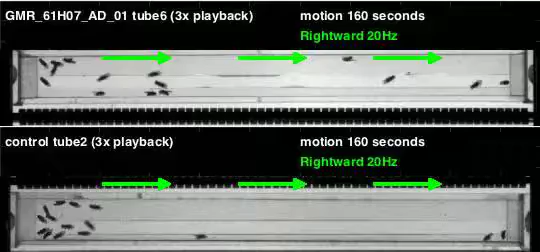 GMR_61H07_AD_01 tube6 (3x playback) motion 160 seconds
Rightward 20Hz
control tube2 (3x playback) motion 160 seconds
Rightward 20Hz